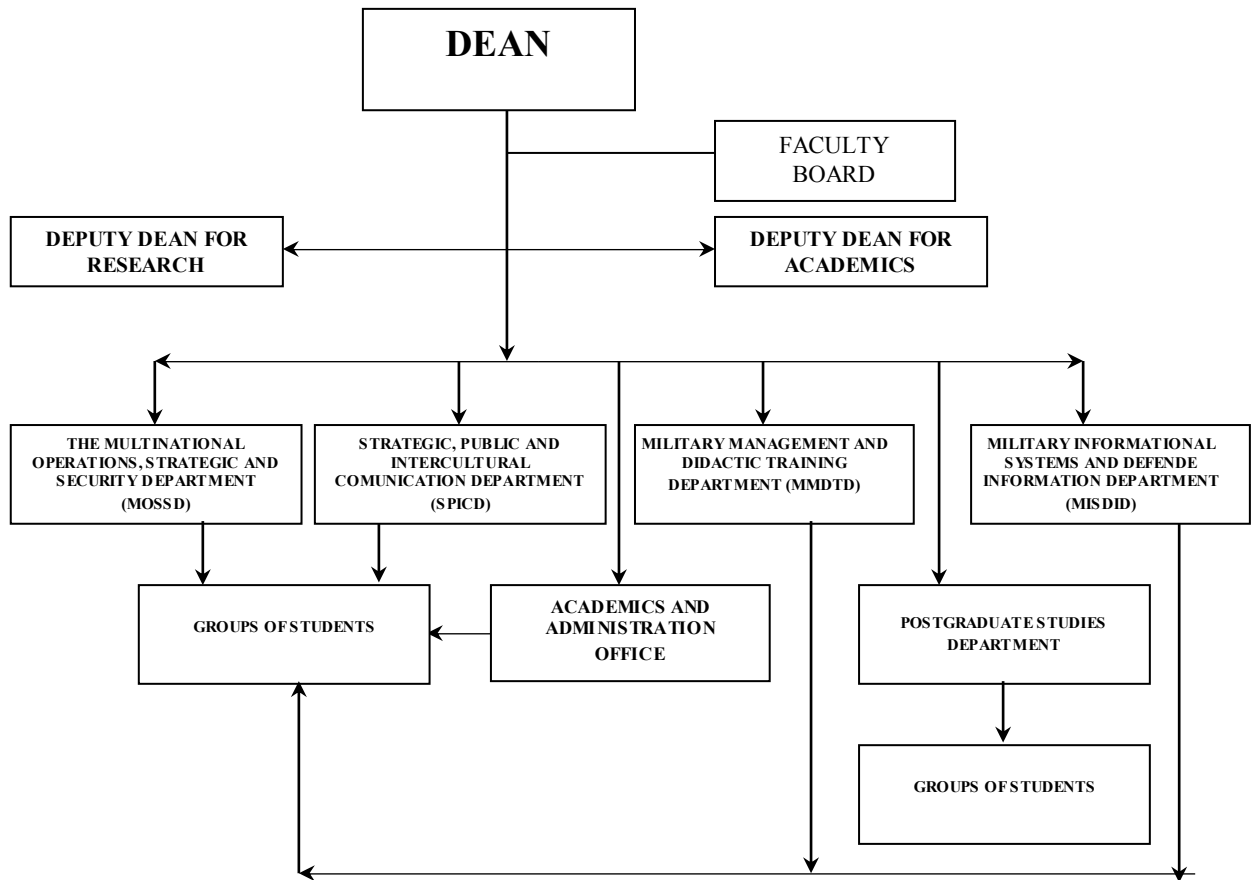 DEAN
FACULTY
BOARD
DEPUTY DEAN FOR
RESEARCH
DEPUTY DEAN FOR
ACADEMICS
THE MULTINATIONAL
OPERATIONS, STRATEGIC AND
SECURITY DEPARTMENT
(MOSSD)
STRATEGIC, PUBLIC AND
INTERCULTURAL
COMUNICATION DEPARTMENT
(SPICD)
MILITARY MANAGEMENT AND
DIDACTIC TRAINING
DEPARTMENT (MMDTD)
MILITARY INFORMATIONAL
SYSTEMS AND DEFENDE
INFORMATION DEPARTMENT
(MISDID)
GROUPS OF STUDENTS
ACADEMICS AND
ADMINISTRATION
OFFICE
POSTGRADUATE STUDIES
DEPARTMENT
GROUPS OF STUDENTS